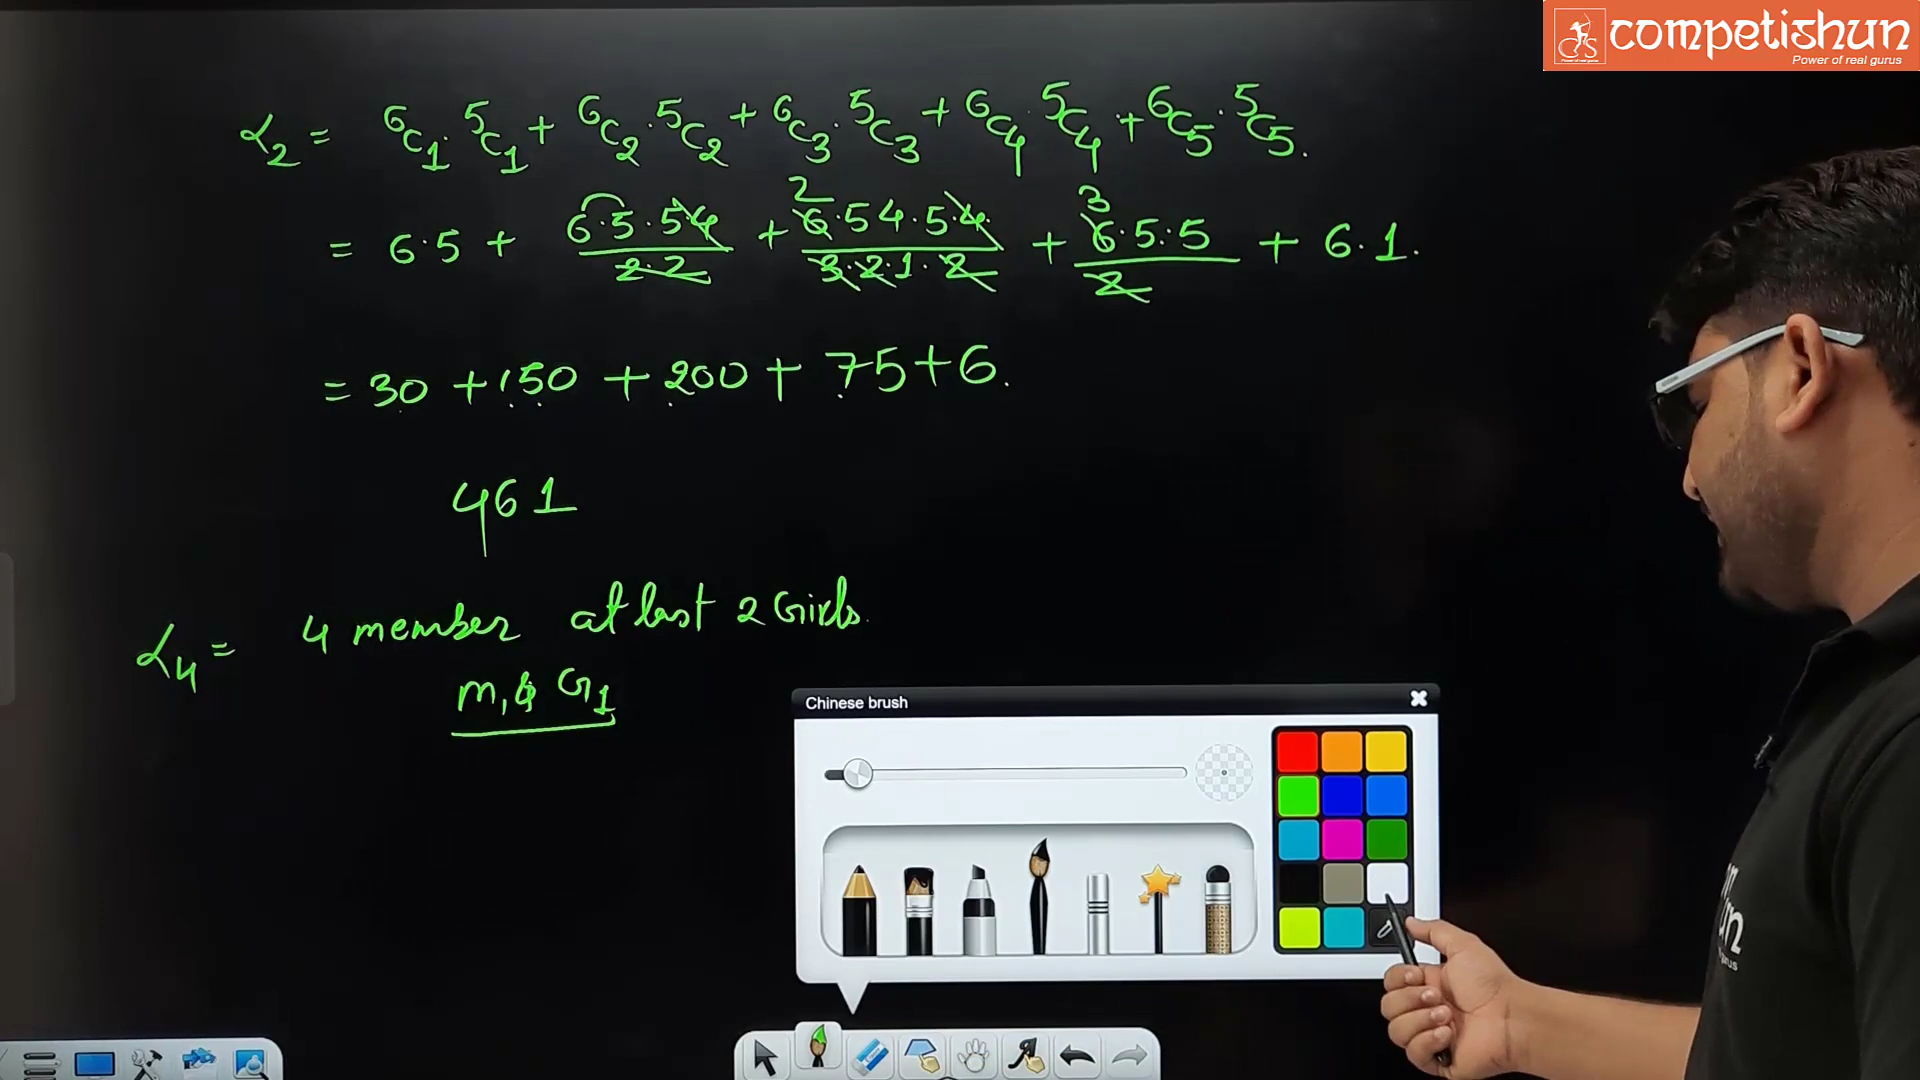 competishun
Power of real gurus
α₂ = ⁶C₁ · ⁵C₁ + ⁶C₂ · ⁵C₂ + ⁶C₃ · ⁵C₃ + ⁶C₄ · ⁵C₄ + ⁶C₅ · ⁵C₅.
= 6·5 + 6·5·5·4/2·2 + 2 6·5·4·5·4/3·2·1·2 + 3 6·5·5/2 + 6·1.
= 30 + 150 + 200 + 75 + 6.
461
α₄ = 4 member at last 2 Girls.
m, & G₁
Chinese brush